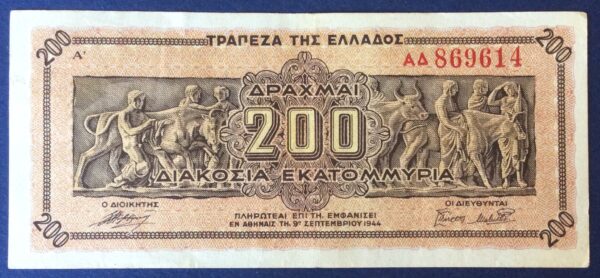 200 ΤΡΑΠΕΖΑ ΤΗΣ ΕΛΛΑΔΟΣ 200
Α' ΑΔ 869614
ΔΡΑΧΜΑΙ
200
ΔΙΑΚΟΣΙΑ ΕΚΑΤΟΜΜΥΡΙΑ
Ο ΔΙΟΙΚΗΤΗΣ ΟΙ ΔΙΕΥΘΥΝΤΑΙ
ΠΛΗΡΩΤΕΑΙ ΕΠΙ ΤΗ ΕΜΦΑΝΙΣΕΙ
200 ΕΝ ΑΘΗΝΑΙΣ ΤΗ 9ῃ ΣΕΠΤΕΜΒΡΙΟΥ 1944 200